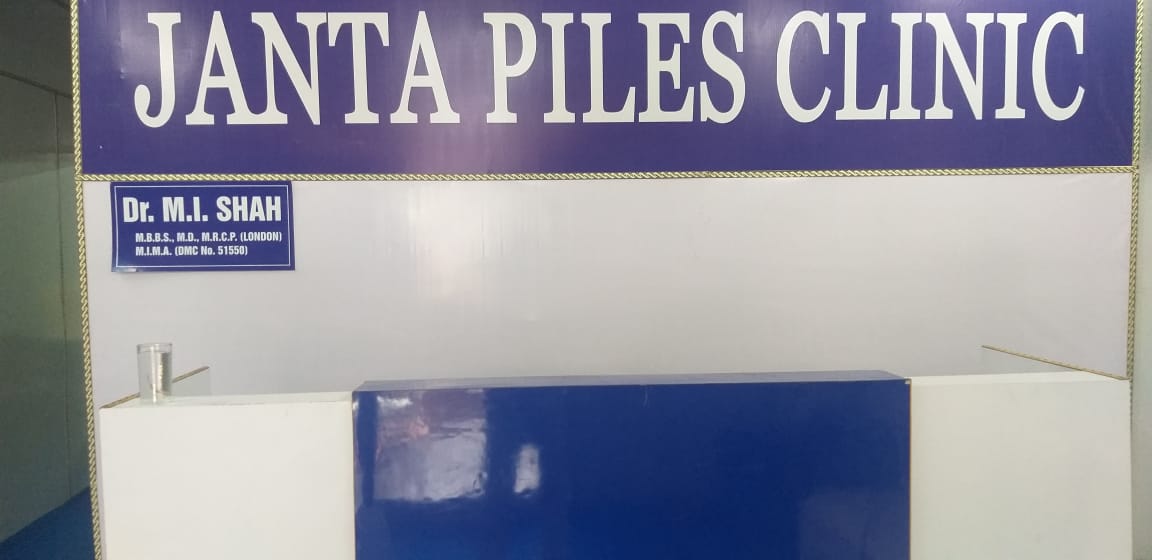 JANTA PILES CLINIC
Dr. M.I. SHAH
M.B.B.S., M.D., M.R.C.P. (LONDON)
M.I.M.A. (DMC No. 51550)